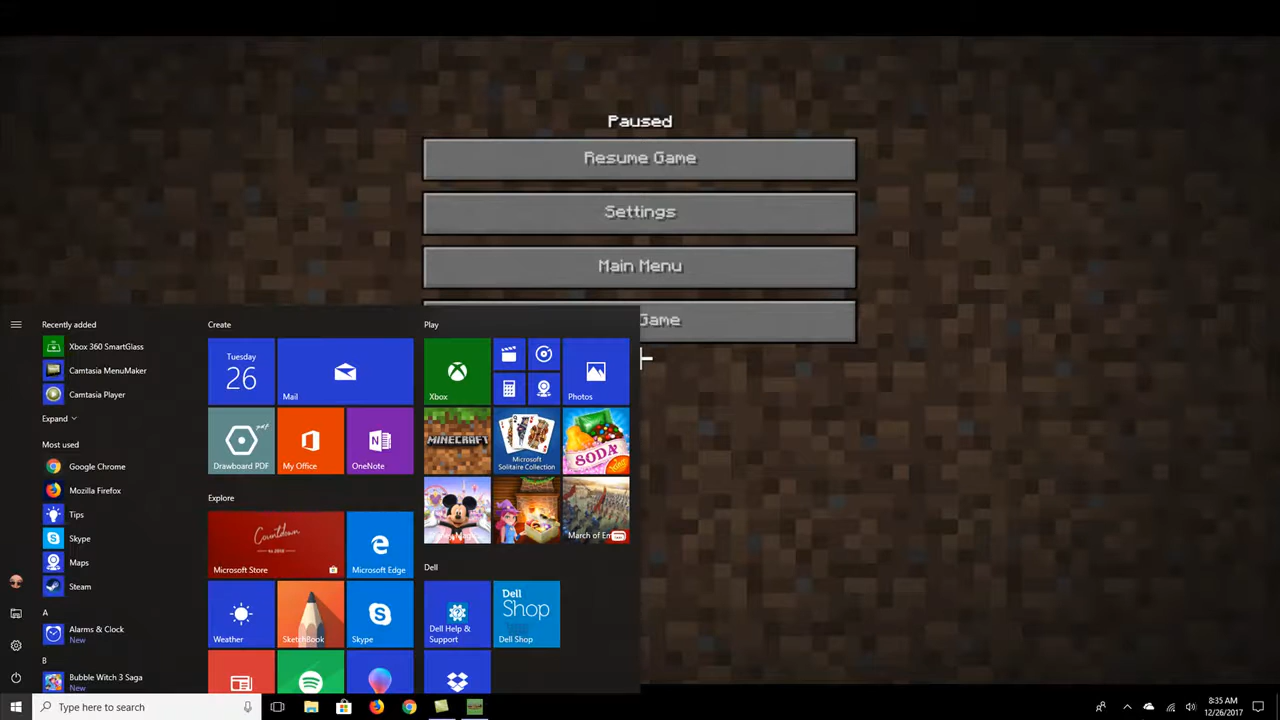 Paused
Resume Game
Settings
Main Menu
Game
Recently added
Xbox 360 SmartGlass
Camtasia MenuMaker
Camtasia Player
Expand
Most used
Google Chrome
Mozilla Firefox
Tips
Skype
Maps
Steam
A
Alarms & Clock
New
B
Bubble Witch 3 Saga
New
Create
Tuesday
26
Mail
Drawboard PDF
My Office
OneNote
Explore
Countdown
to 2018
Microsoft Store
Microsoft Edge
Weather
SketchBook
Skype
Play
Xbox
Photos
MINECRAFT
Microsoft
Solitaire Collection
SODA
March of Em
Dell
Dell Help &
Support
Dell
Shop
Dell Shop
Type here to search
8:35 AM
12/26/2017